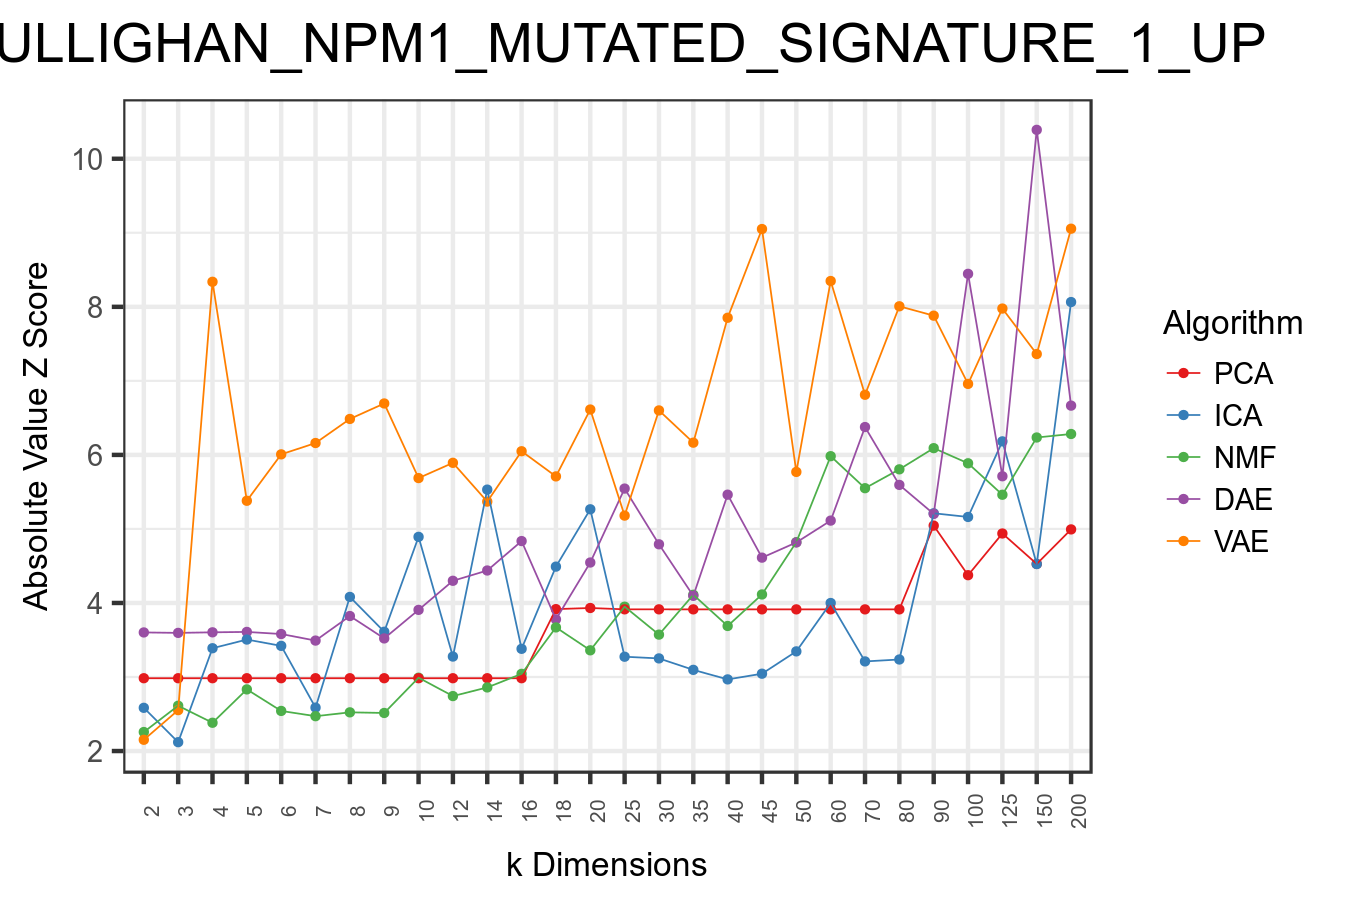 ULLIGHAN_NPM1_MUTATED_SIGNATURE_1_UP
Absolute Value Z Score
10
8
6
4
2
2 3 4 5 6 7 8 9 10 12 14 16 18 20 25 30 35 40 45 50 60 70 80 90 100 125 150 200
k Dimensions
Algorithm
PCA
ICA
NMF
DAE
VAE